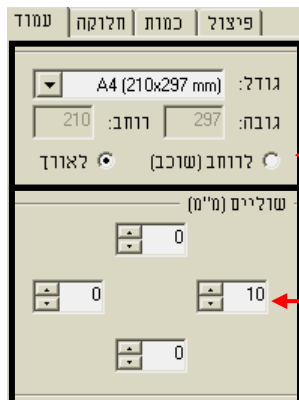 עמוד חלוקה כמות פיצול
גודל: A4 (210x297 mm)
גובה: 297 רוחב: 210
לרוחב (שוכב) לאורך
שוליים (מ"מ)
0
10 0
0